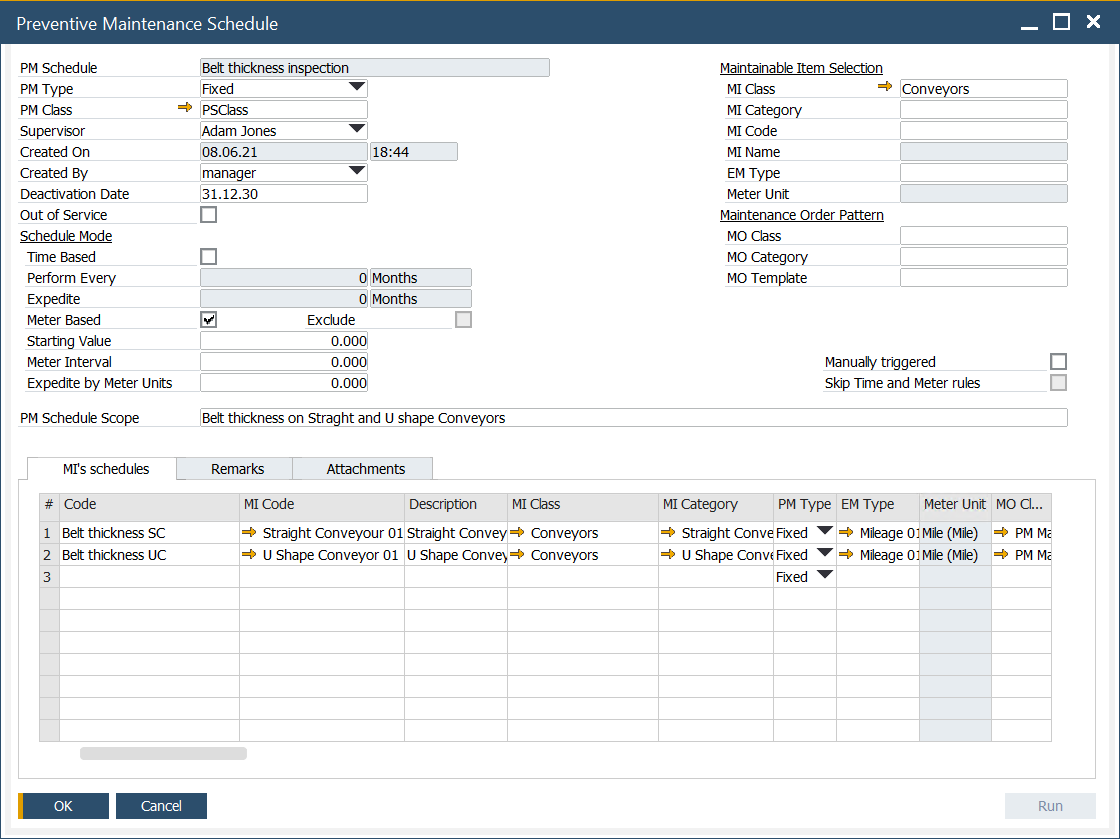 Preventive Maintenance Schedule
PM Schedule Belt thickness inspection
PM Type Fixed
PM Class PSClass
Supervisor Adam Jones
Created On 08.06.21 18:44
Created By manager
Deactivation Date 31.12.30
Out of Service
Schedule Mode
Time Based
Perform Every 0 Months
Expedite 0 Months
Meter Based Exclude
Starting Value 0.000
Meter Interval 0.000
Expedite by Meter Units 0.000
Maintainable Item Selection
MI Class Conveyors
MI Category
MI Code
MI Name
EM Type
Meter Unit
Maintenance Order Pattern
MO Class
MO Category
MO Template
Manually triggered
Skip Time and Meter rules
PM Schedule Scope Belt thickness on Straght and U shape Conveyors
MI's schedules Remarks Attachments
# Code MI Code Description MI Class MI Category PM Type EM Type Meter Unit MO Cl...
1 Belt thickness SC Straight Conveyour 01 Straight Convey Conveyors Straight Conve Fixed Mileage 01 Mile (Mile) PM Ma
2 Belt thickness UC U Shape Conveyor 01 U Shape Convey Conveyors U Shape Conve Fixed Mileage 01 Mile (Mile) PM Ma
3 Fixed
OK Cancel Run